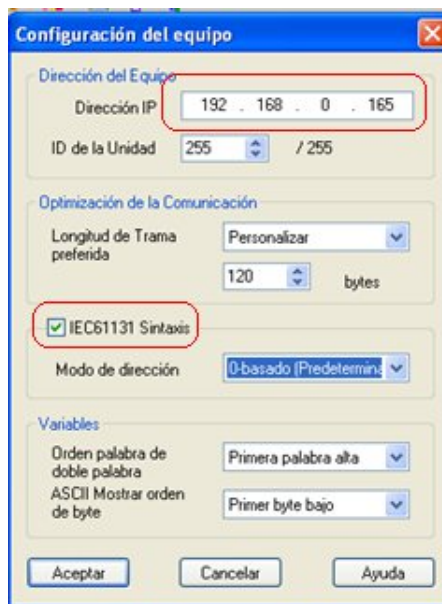 Configuración del equipo
Dirección del Equipo
Dirección IP 192 . 168 . 0 . 165
ID de la Unidad 255 / 255
Optimización de la Comunicación
Longitud de Trama Personalizar
preferida
120 bytes
IEC61131 Sintaxis
Modo de dirección 0-basado (Predetermina
Variables
Orden palabra de Primera palabra alta
doble palabra
ASCII Mostrar orden Primer byte bajo
de byte
Aceptar Cancelar Ayuda